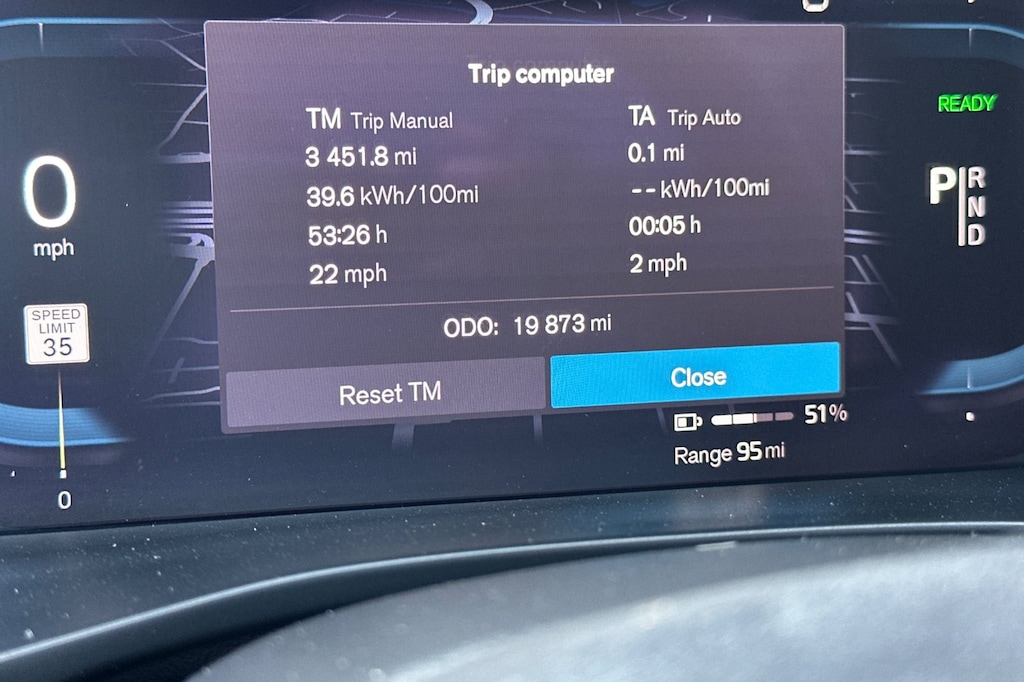 Trip computer
TM Trip Manual
3 451.8 mi
39.6 kWh/100mi
53:26 h
22 mph
TA Trip Auto
0.1 mi
-- kWh/100mi
00:05 h
2 mph
ODO: 19 873 mi
Reset TM
Close
0
mph
SPEED
LIMIT
35
0
READY
P
R
N
D
51%
Range 95 mi